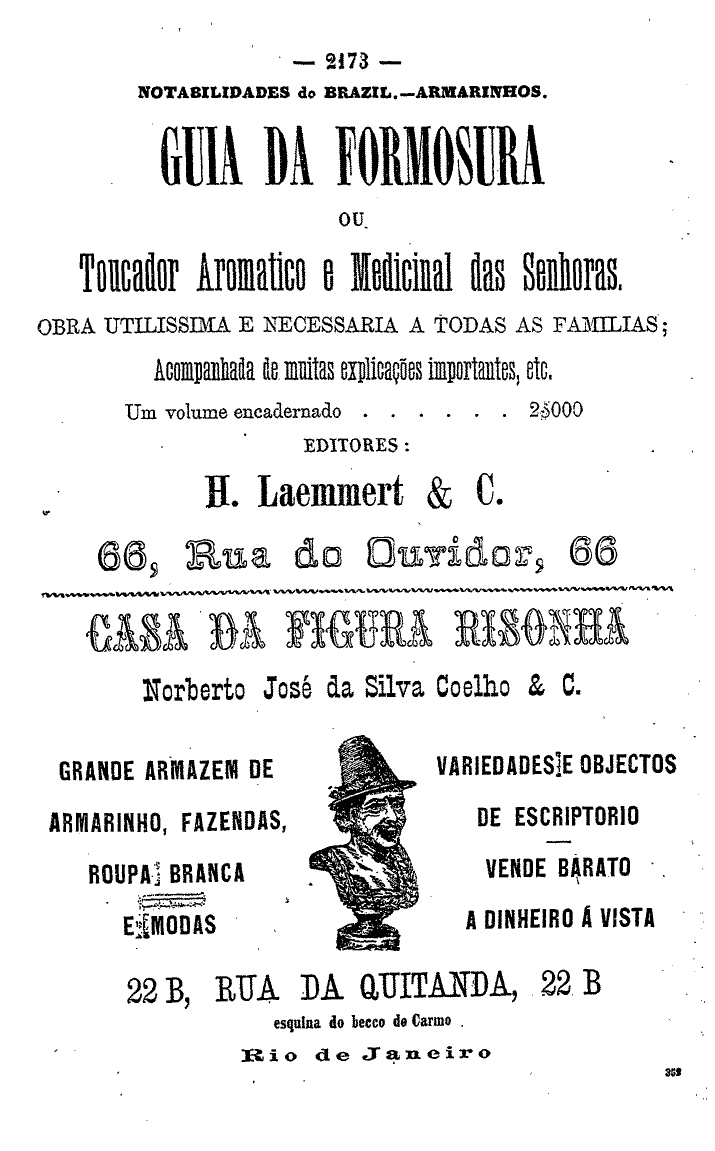 — 2173 —
NOTABILIDADES do BRAZIL.—ARMARINHOS.
GUIA DA FORMOSURA
OU
Toucador Aromatico e Medicinal das Senhoras.
OBRA UTILISSIMA E NECESSARIA A TODAS AS FAMILIAS;
Acompanhada de muitas explicações importantes, etc.
Um volume encadernado . . . . . . 2$000
EDITORES:
H. Laemmert & C.
66, Rua do Ouvidor, 66
CASA DA FIGURA RISONHA
Norberto José da Silva Coelho & C.
GRANDE ARMAZEM DE
ARMARINHO, FAZENDAS,
ROUPA BRANCA
E MODAS
VARIEDADES E OBJECTOS
DE ESCRIPTORIO
VENDE BARATO
A DINHEIRO Á VISTA
22 B, RUA DA QUITANDA, 22 B
esquina do becco do Carmo
Rio de Janeiro